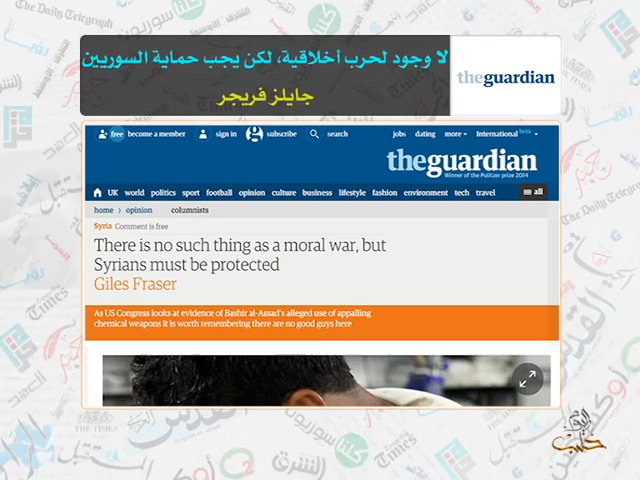 لا وجود لحرب أخلاقية، لكن يجب حماية السوريين
جايلز فريجر
theguardian
free become a member sign in subscribe search jobs dating more International beta
theguardian
Winner of the Pulitzer prize 2014
UK world politics sport football opinion culture business lifestyle fashion environment tech travel all
home › opinion columnists
Syria Comment is free
There is no such thing as a moral war, but
Syrians must be protected
Giles Fraser
As US Congress looks at evidence of Bashir al-Assad's alleged use of appalling
chemical weapons it is worth remembering there are no good guys here